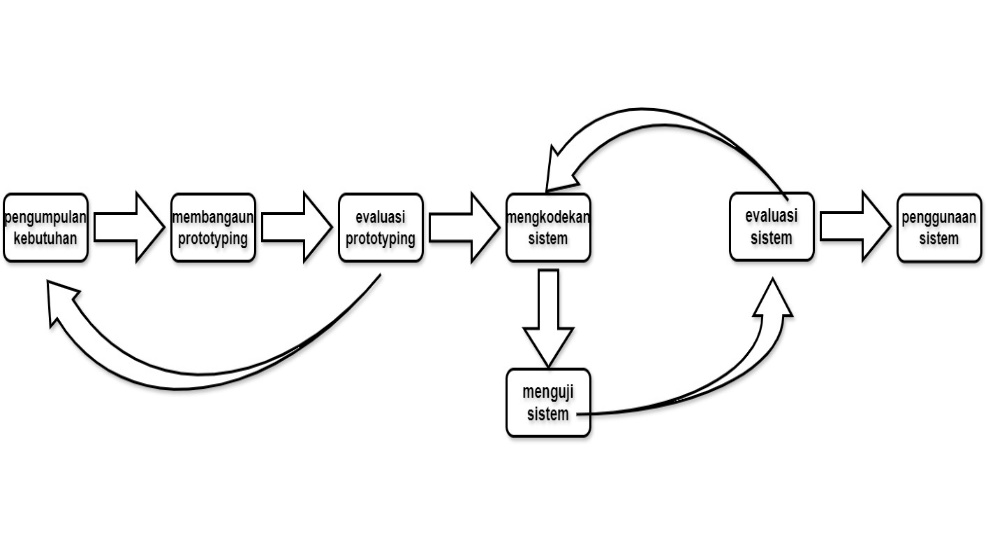 pengumpulan
kebutuhan
membangaun
prototyping
evaluasi
prototyping
mengkodekan
sistem
menguji
sistem
evaluasi
sistem
penggunaan
sistem